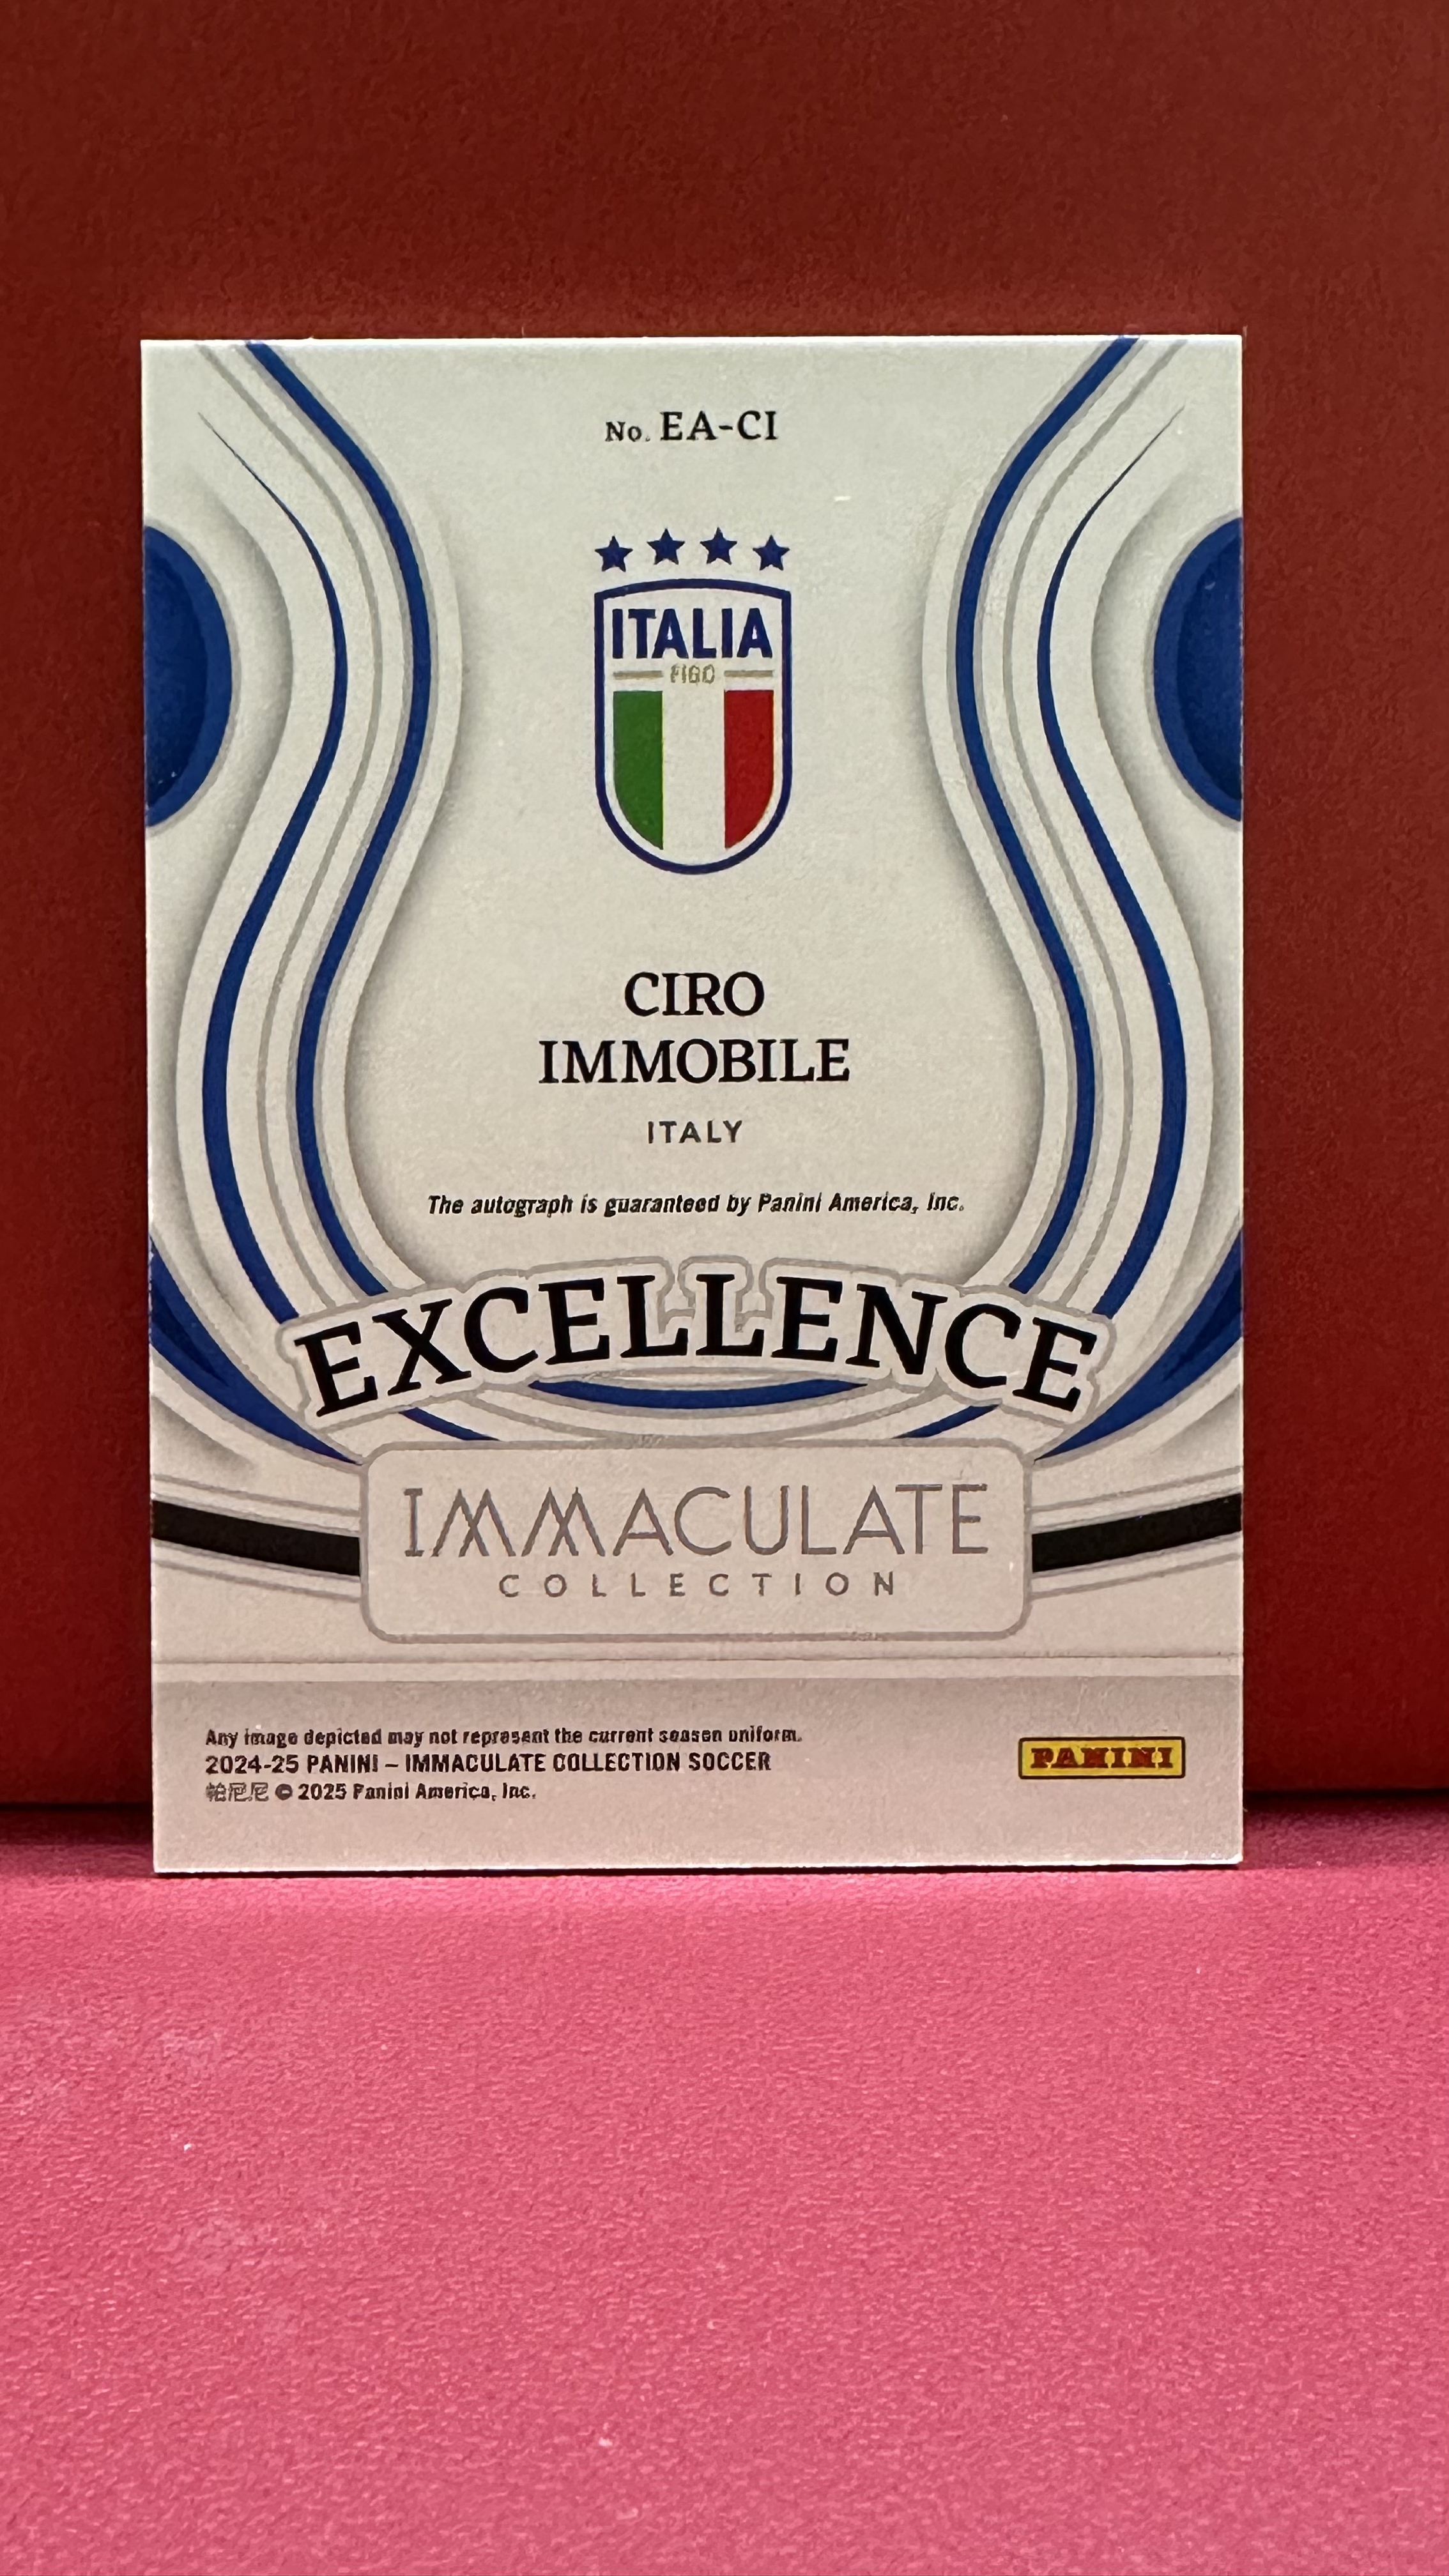 No. EA-CI
ITALIA
FIGC
CIRO
IMMOBILE
ITALY
The autograph is guaranteed by Panini America, Inc.
EXCELLENCE
IMMACULATE
COLLECTION
Any image depicted may not represent the current season uniform.
2024-25 PANINI – IMMACULATE COLLECTION SOCCER
帕尼尼 © 2025 Panini America, Inc.
PANINI